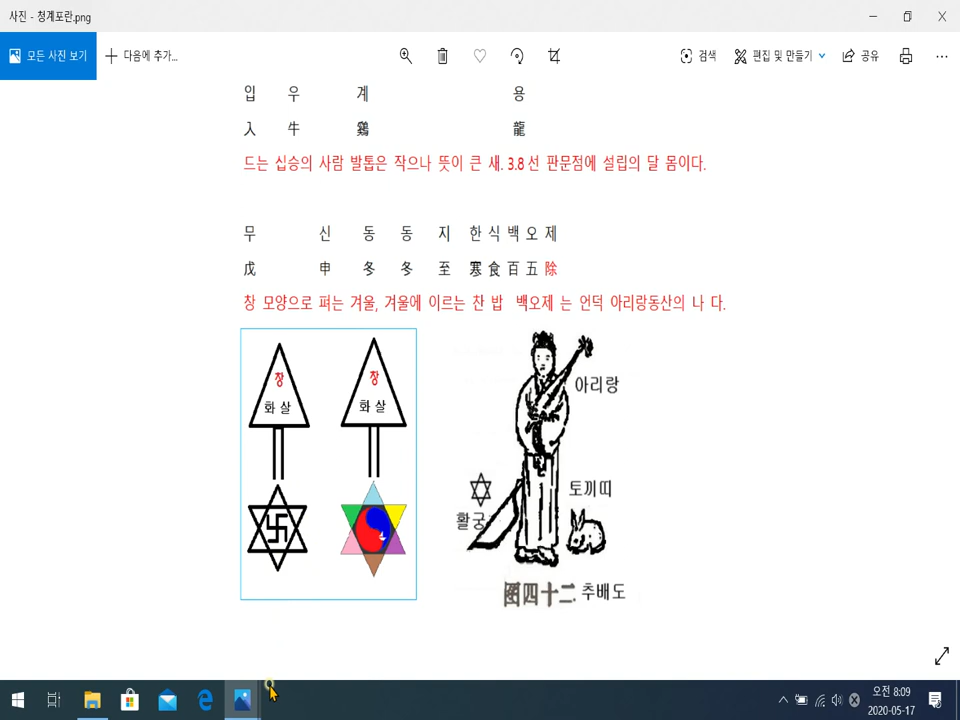 사진 - 청계포란.png
모든 사진 보기 다음에 추가... 검색 편집 및 만들기 공유
입 우 계 용
入 牛 鷄 龍
드는 십승의 사람 발톱은 작으나 뜻이 큰 새. 3.8 선 판문점에 설립의 달 몸이다.
무 신 동 동 지 한 식 백 오 제
戊 申 冬 冬 至 寒 食 百 五 除
창 모양으로 펴는 겨울, 겨울에 이르는 찬 밥 백오제 는 언덕 아리랑동산의 나 다.
창 창
화 살 화 살
卐
아리랑
토끼띠
활궁
圖四十二 추배도
오전 8:09
2020-05-17